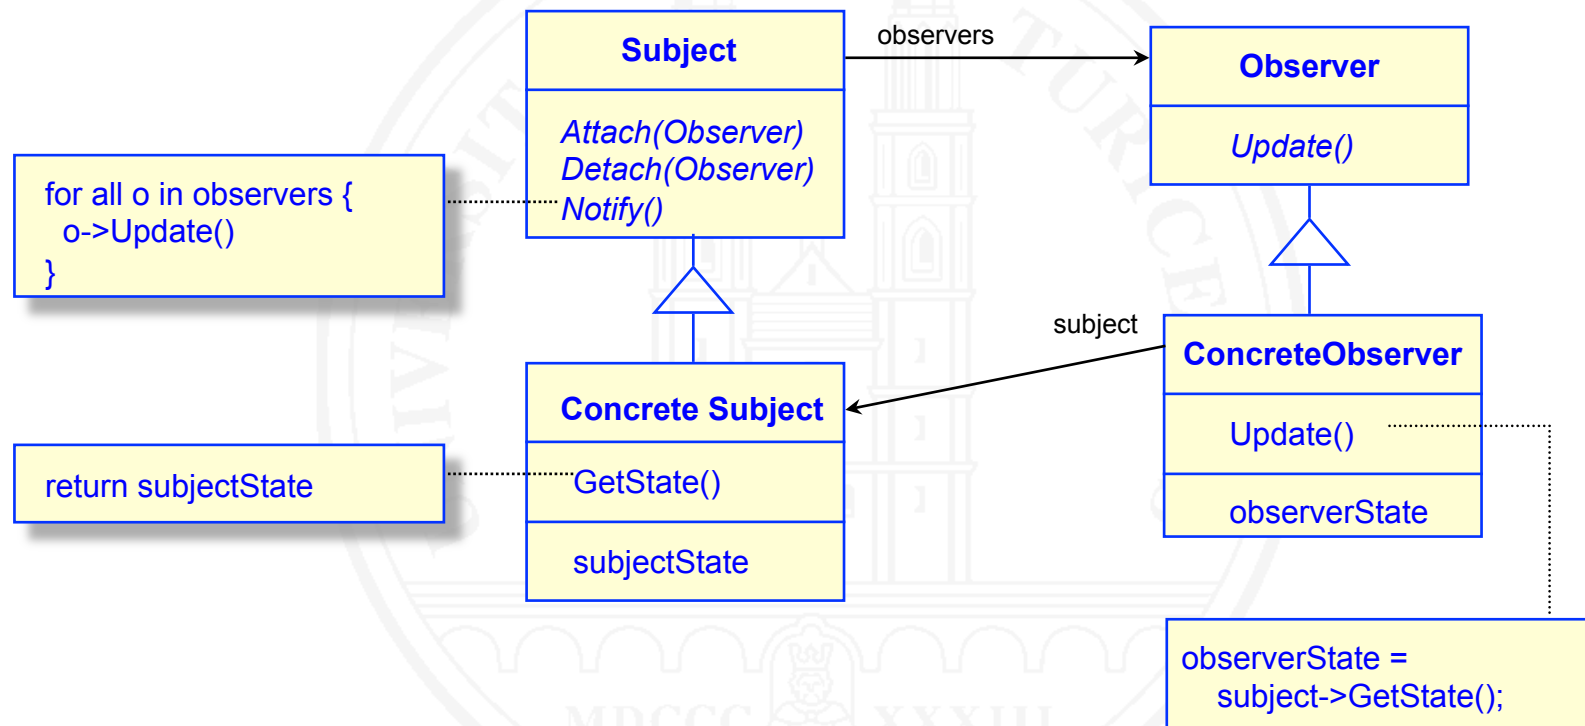 Subject
observers
Observer
Attach(Observer)
Detach(Observer)
Notify()
Update()
for all o in observers {
o->Update()
}
subject
ConcreteObserver
Concrete Subject
Update()
return subjectState
GetState()
observerState
subjectState
observerState =
subject->GetState();
MDCCC XXXIII